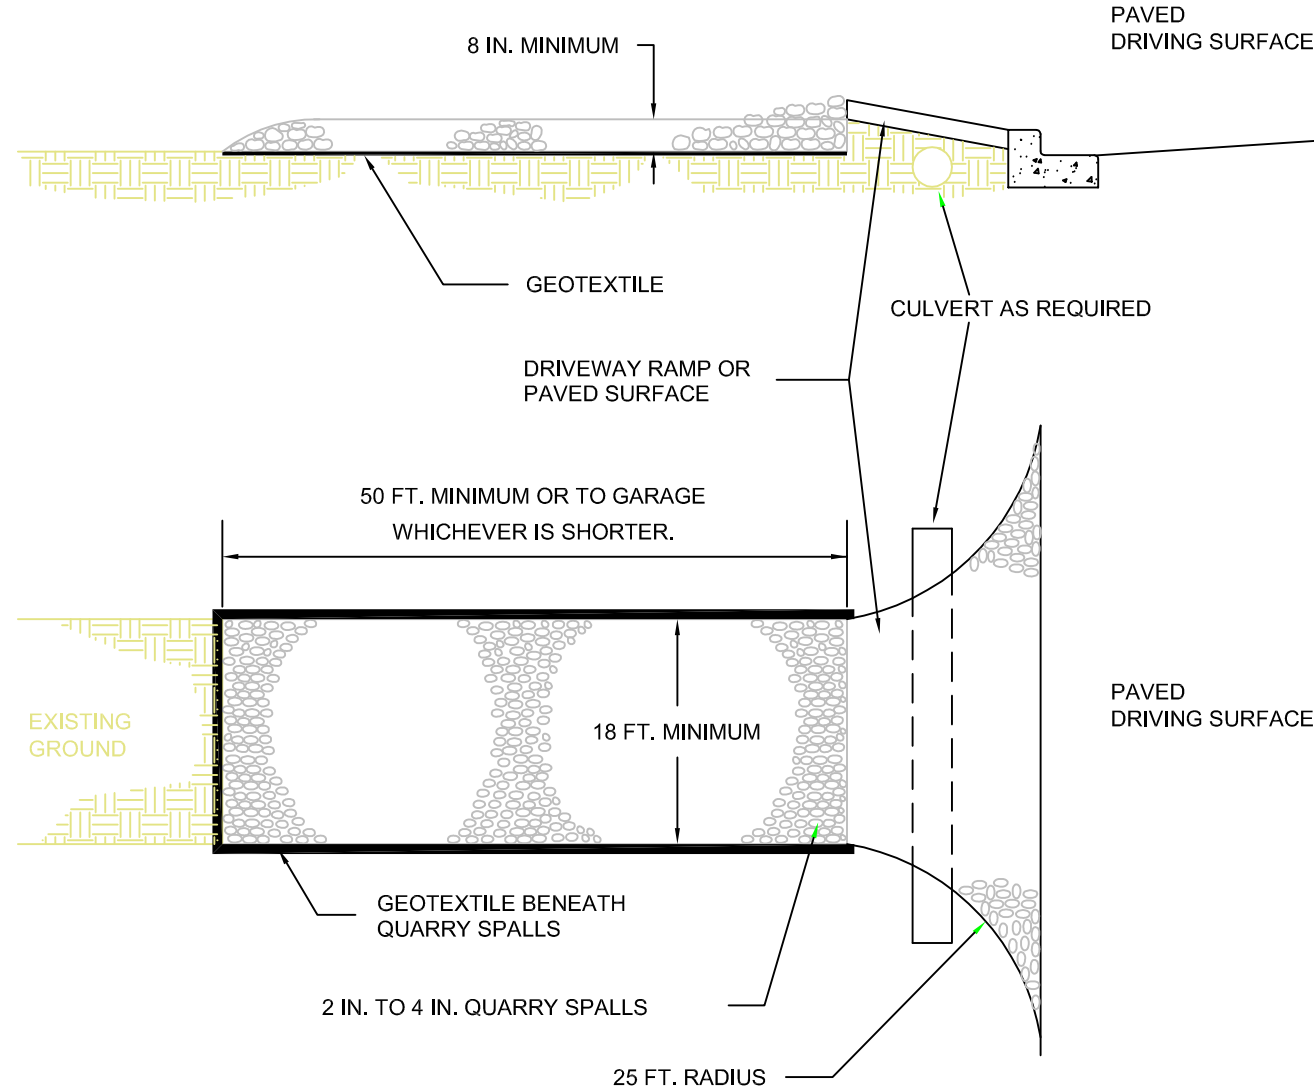 PAVED
DRIVING SURFACE
8 IN. MINIMUM
GEOTEXTILE
CULVERT AS REQUIRED
DRIVEWAY RAMP OR
PAVED SURFACE
50 FT. MINIMUM OR TO GARAGE
WHICHEVER IS SHORTER.
EXISTING
GROUND
18 FT. MINIMUM
PAVED
DRIVING SURFACE
GEOTEXTILE BENEATH
QUARRY SPALLS
2 IN. TO 4 IN. QUARRY SPALLS
25 FT. RADIUS